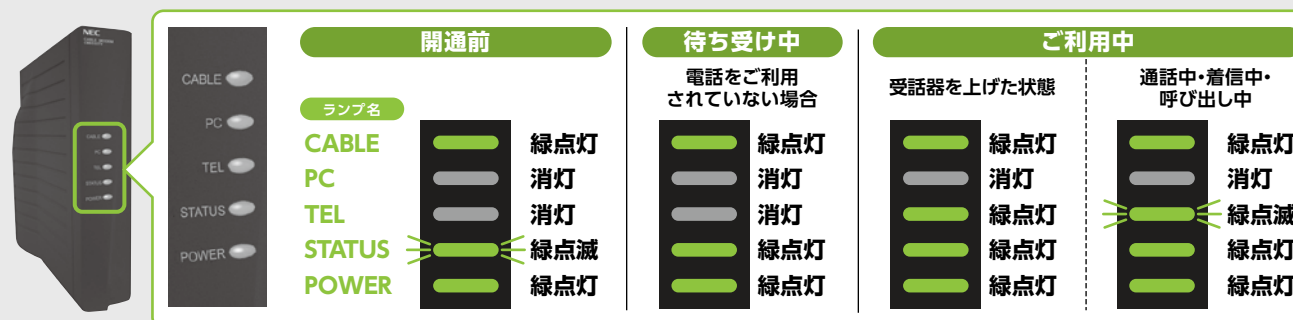 NEC
CABLE
PC
TEL
STATUS
POWER
CABLE
PC
TEL
STATUS
POWER
開通前
ランプ名
CABLE 緑点灯
PC 消灯
TEL 消灯
STATUS 緑点滅
POWER 緑点灯
待ち受け中
電話をご利用
されていない場合
緑点灯
消灯
消灯
緑点灯
緑点灯
ご利用中
受話器を上げた状態
緑点灯
消灯
緑点灯
緑点灯
緑点灯
通話中・着信中・
呼び出し中
緑点灯
消灯
緑点滅
緑点灯
緑点灯